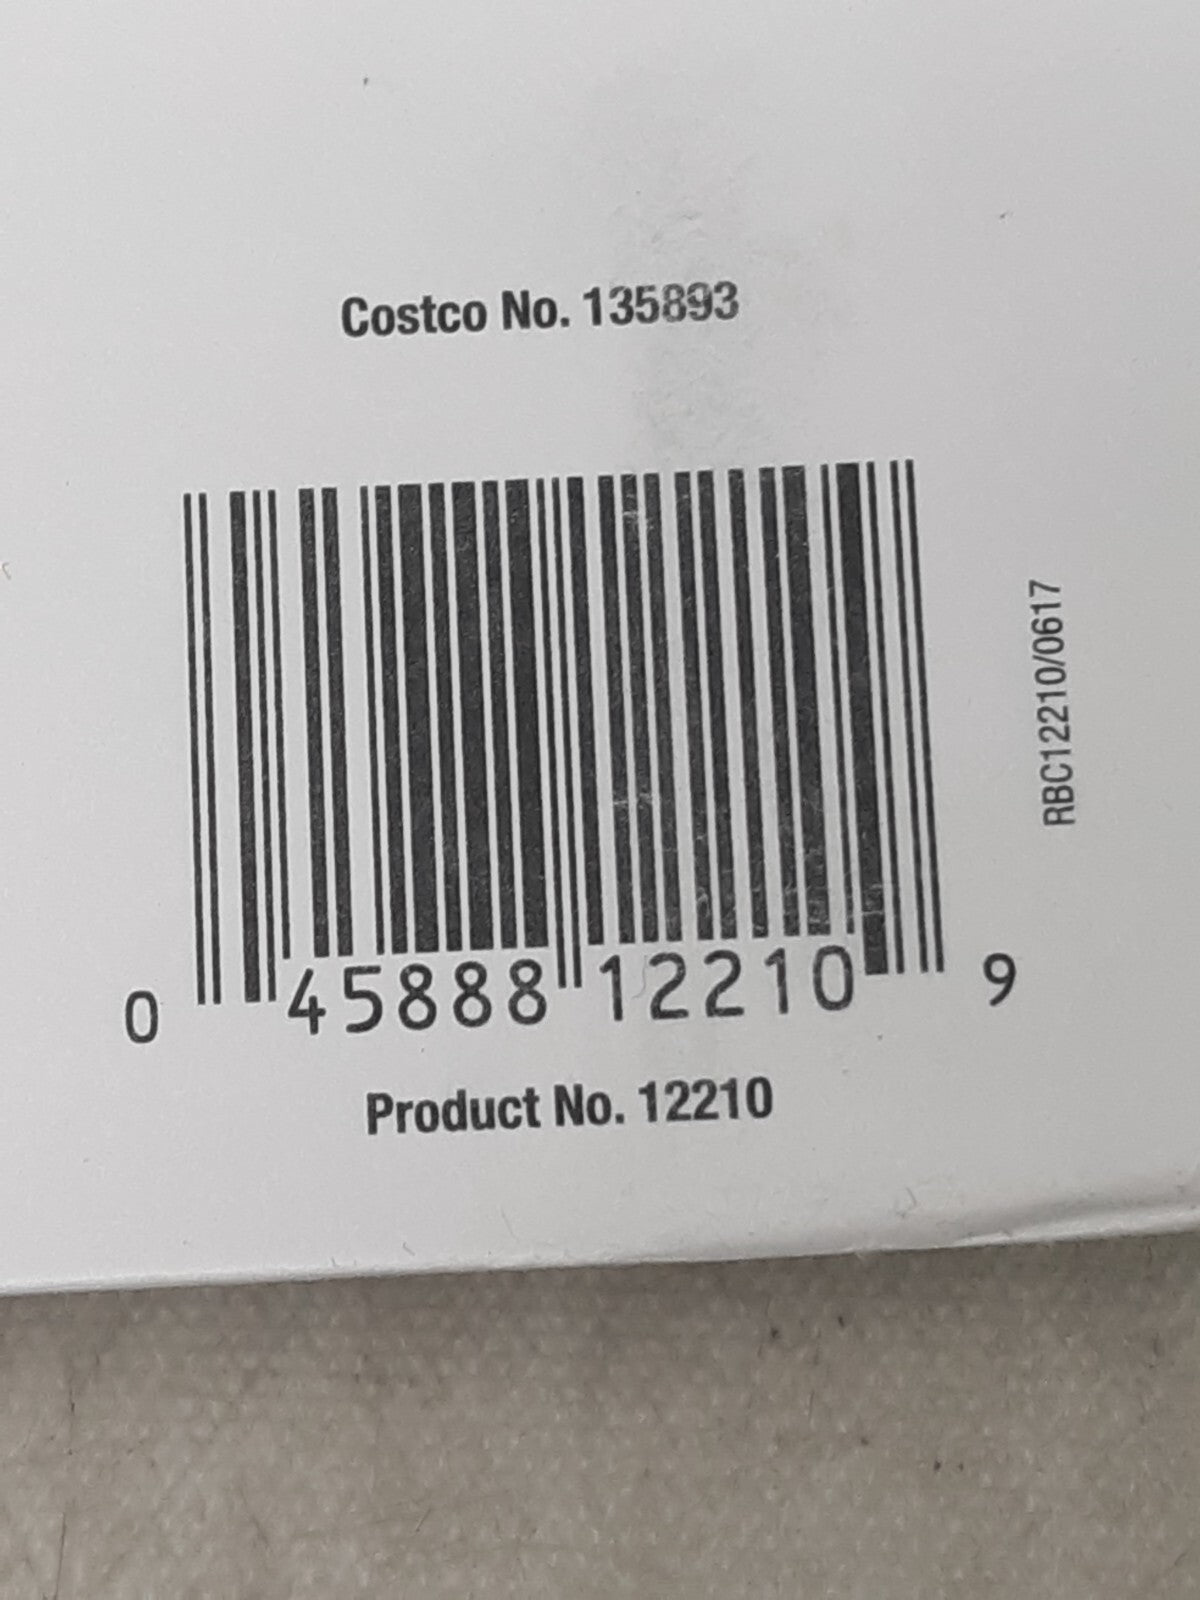 Costco No. 135893
RBC12210/0617
0 45888 12210 9
Product No. 12210